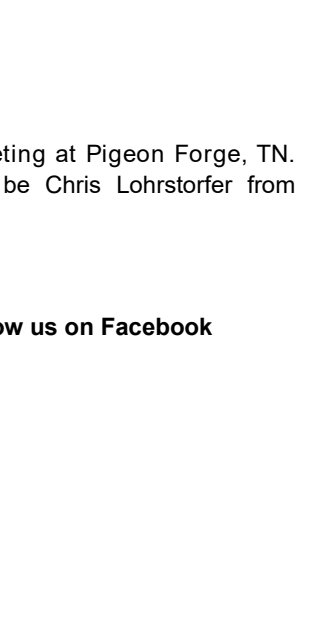 eting at Pigeon Forge, TN.
be Chris Lohrstorfer from
ow us on Facebook